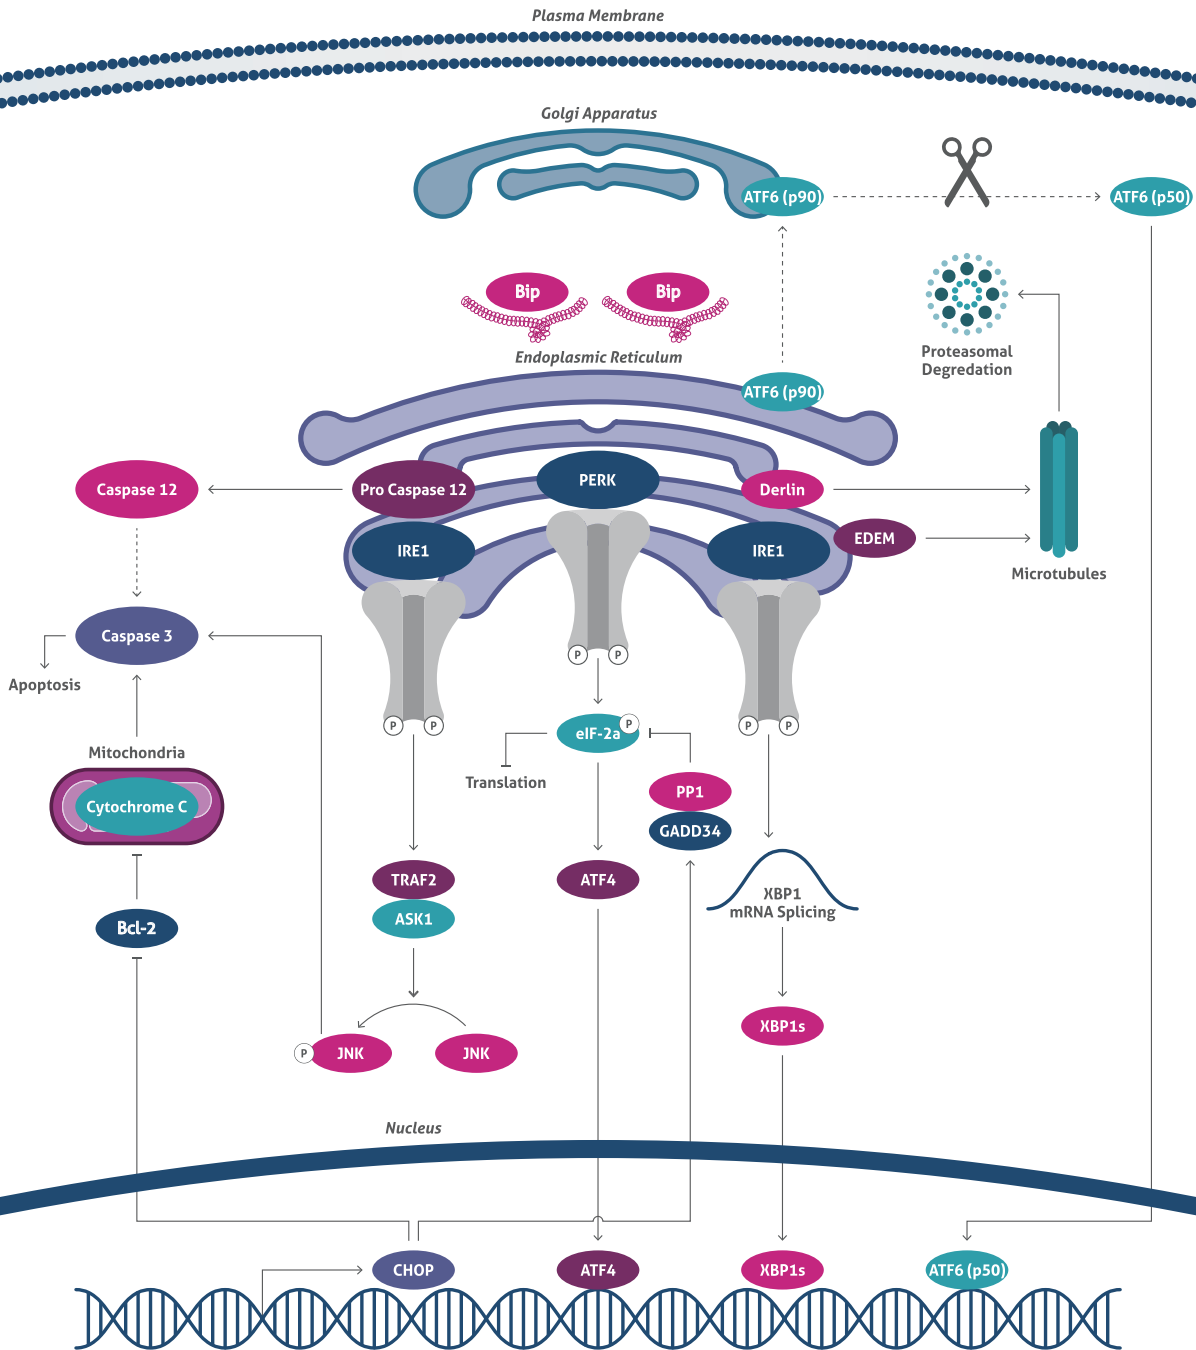 Plasma Membrane
Golgi Apparatus
ATF6 (p90)
ATF6 (p50)
Bip
Bip
Proteasomal
Degredation
Endoplasmic Reticulum
ATF6 (p90)
Caspase 12
Pro Caspase 12
PERK
Derlin
IRE1
IRE1
EDEM
Microtubules
Caspase 3
Apoptosis
P
P
P
P
P
P
P
eIF-2a
Mitochondria
Translation
Cytochrome C
PP1
GADD34
TRAF2
ASK1
ATF4
XBP1
mRNA Splicing
Bcl-2
XBP1s
P
JNK
JNK
Nucleus
CHOP
ATF4
XBP1s
ATF6 (p50)